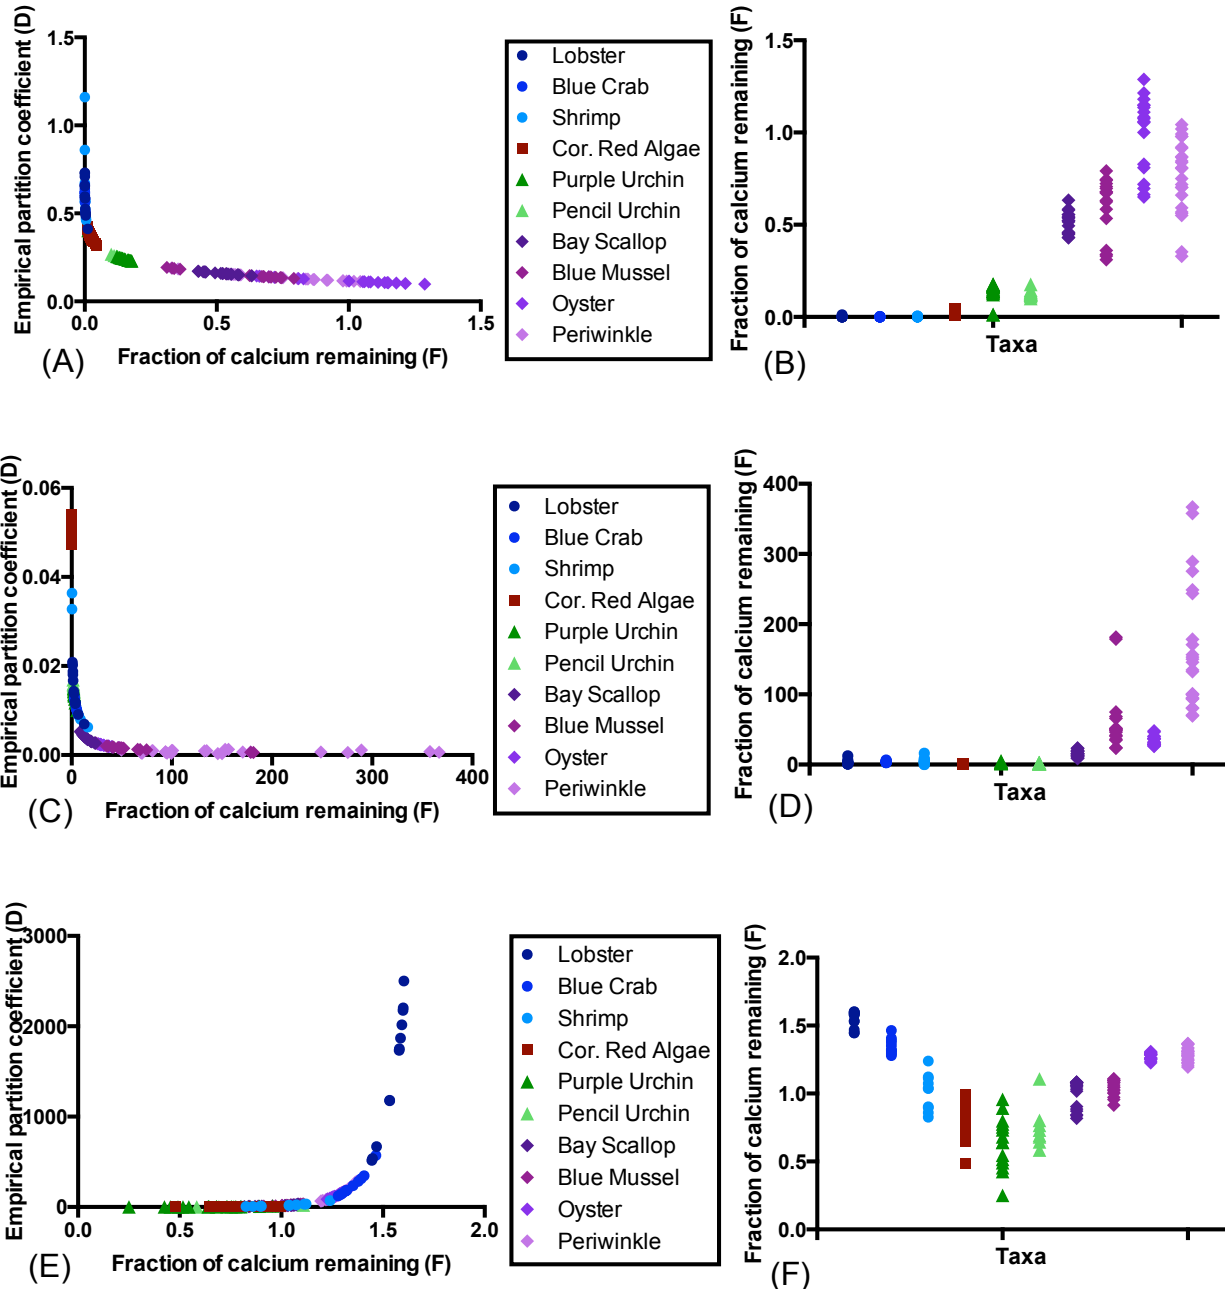 Empirical partition coefficient (D)
1.5
1.0
0.5
0.0
0.0
0.5
1.0
1.5
Fraction of calcium remaining (F)
(A)
Lobster
Blue Crab
Shrimp
Cor. Red Algae
Purple Urchin
Pencil Urchin
Bay Scallop
Blue Mussel
Oyster
Periwinkle
Fraction of calcium remaining (F)
1.5
1.0
0.5
0.0
Taxa
(B)
Empirical partition coefficient (D)
0.06
0.04
0.02
0.00
0
100
200
300
400
Fraction of calcium remaining (F)
(C)
Lobster
Blue Crab
Shrimp
Cor. Red Algae
Purple Urchin
Pencil Urchin
Bay Scallop
Blue Mussel
Oyster
Periwinkle
Fraction of calcium remaining (F)
400
300
200
100
0
Taxa
(D)
Empirical partition coefficient (D)
3000
2000
1000
0
0.0
0.5
1.0
1.5
2.0
Fraction of calcium remaining (F)
(E)
Lobster
Blue Crab
Shrimp
Cor. Red Algae
Purple Urchin
Pencil Urchin
Bay Scallop
Blue Mussel
Oyster
Periwinkle
Fraction of calcium remaining (F)
2.0
1.5
1.0
0.5
0.0
Taxa
(F)